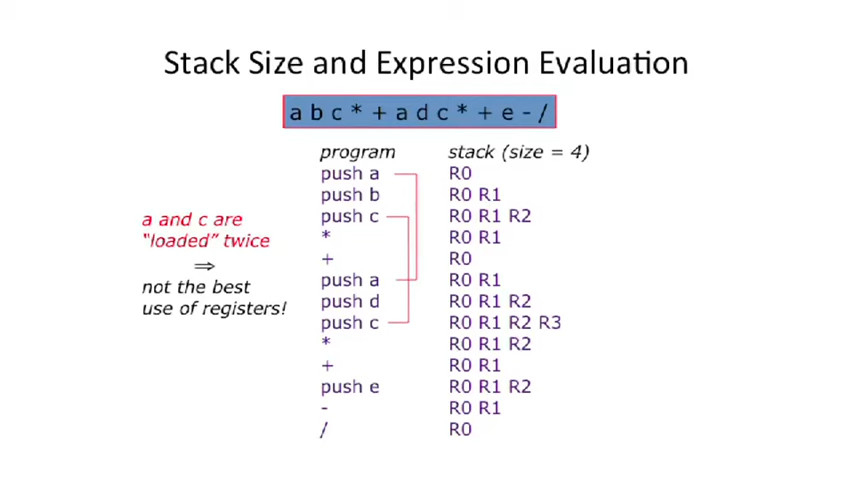 Stack Size and Expression Evaluation
a b c * + a d c * + e - /
program stack (size = 4)
push a R0
push b R0 R1
push c R0 R1 R2
* R0 R1
+ R0
push a R0 R1
push d R0 R1 R2
push c R0 R1 R2 R3
* R0 R1 R2
+ R0 R1
push e R0 R1 R2
- R0 R1
/ R0
a and c are
“loaded” twice
⇒
not the best
use of registers!